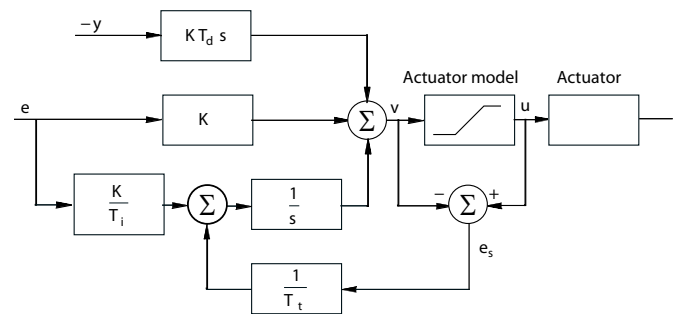 −y
K T_d s
Actuator model
Actuator
e
K
Σ
v
u
K
T_i
Σ
1
s
−
Σ
+
e_s
1
T_t